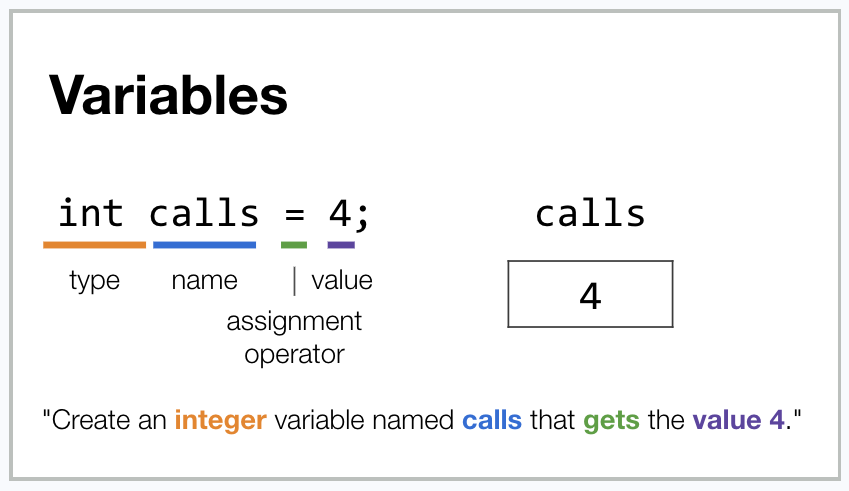 Variables
int calls = 4;
type name | value
assignment
operator
calls
4
"Create an integer variable named calls that gets the value 4."